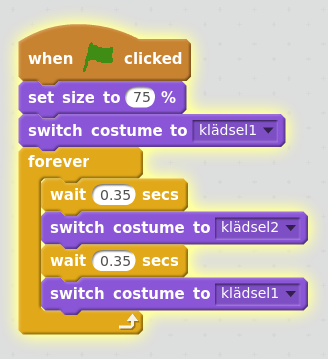 when clicked
set size to 75 %
switch costume to klädsel1
forever
wait 0.35 secs
switch costume to klädsel2
wait 0.35 secs
switch costume to klädsel1